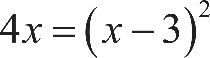 4x = (x − 3)²